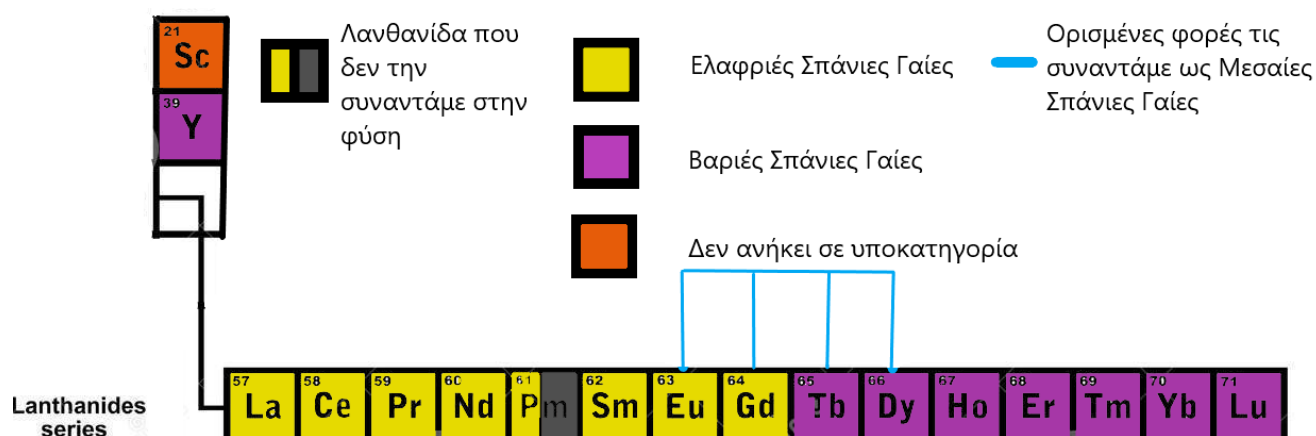 21
Sc
39
Y
Λανθανίδα που
δεν την
συναντάμε στην
φύση
Ελαφριές Σπάνιες Γαίες
Βαριές Σπάνιες Γαίες
Δεν ανήκει σε υποκατηγορία
Ορισμένες φορές τις
συναντάμε ως Μεσαίες
Σπάνιες Γαίες
Lanthanides
series
57 58 59 60 61 62 63 64 65 66 67 68 69 70 71
La Ce Pr Nd Pm Sm Eu Gd Tb Dy Ho Er Tm Yb Lu